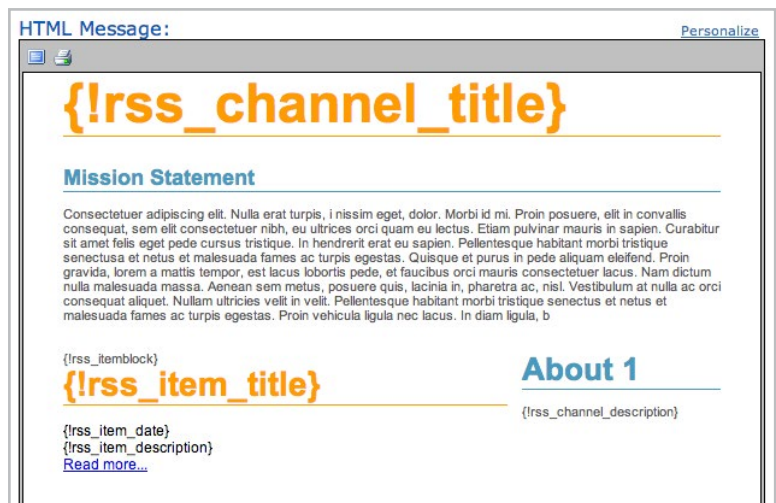 HTML Message:
Personalize
{!rss_channel_title}
Mission Statement
Consectetuer adipiscing elit. Nulla erat turpis, i nissim eget, dolor. Morbi id mi. Proin posuere, elit in convallis
consequat, sem elit consectetuer nibh, eu ultrices orci quam eu lectus. Etiam pulvinar mauris in sapien. Curabitur
sit amet felis eget pede cursus tristique. In hendrerit erat eu sapien. Pellentesque habitant morbi tristique
senectusa et netus et malesuada fames ac turpis egestas. Quisque et purus in pede aliquam eleifend. Proin
gravida, lorem a mattis tempor, est lacus lobortis pede, et faucibus orci mauris consectetuer lacus. Nam dictum
nulla malesuada massa. Aenean sem metus, posuere quis, lacinia in, pharetra ac, nisl. Vestibulum at nulla ac orci
consequat aliquet. Nullam ultricies velit in velit. Pellentesque habitant morbi tristique senectus et netus et
malesuada fames ac turpis egestas. Proin vehicula ligula nec lacus. In diam ligula, b
{!rss_itemblock}
{!rss_item_title}
{!rss_item_date}
{!rss_item_description}
Read more...
About 1
{!rss_channel_description}